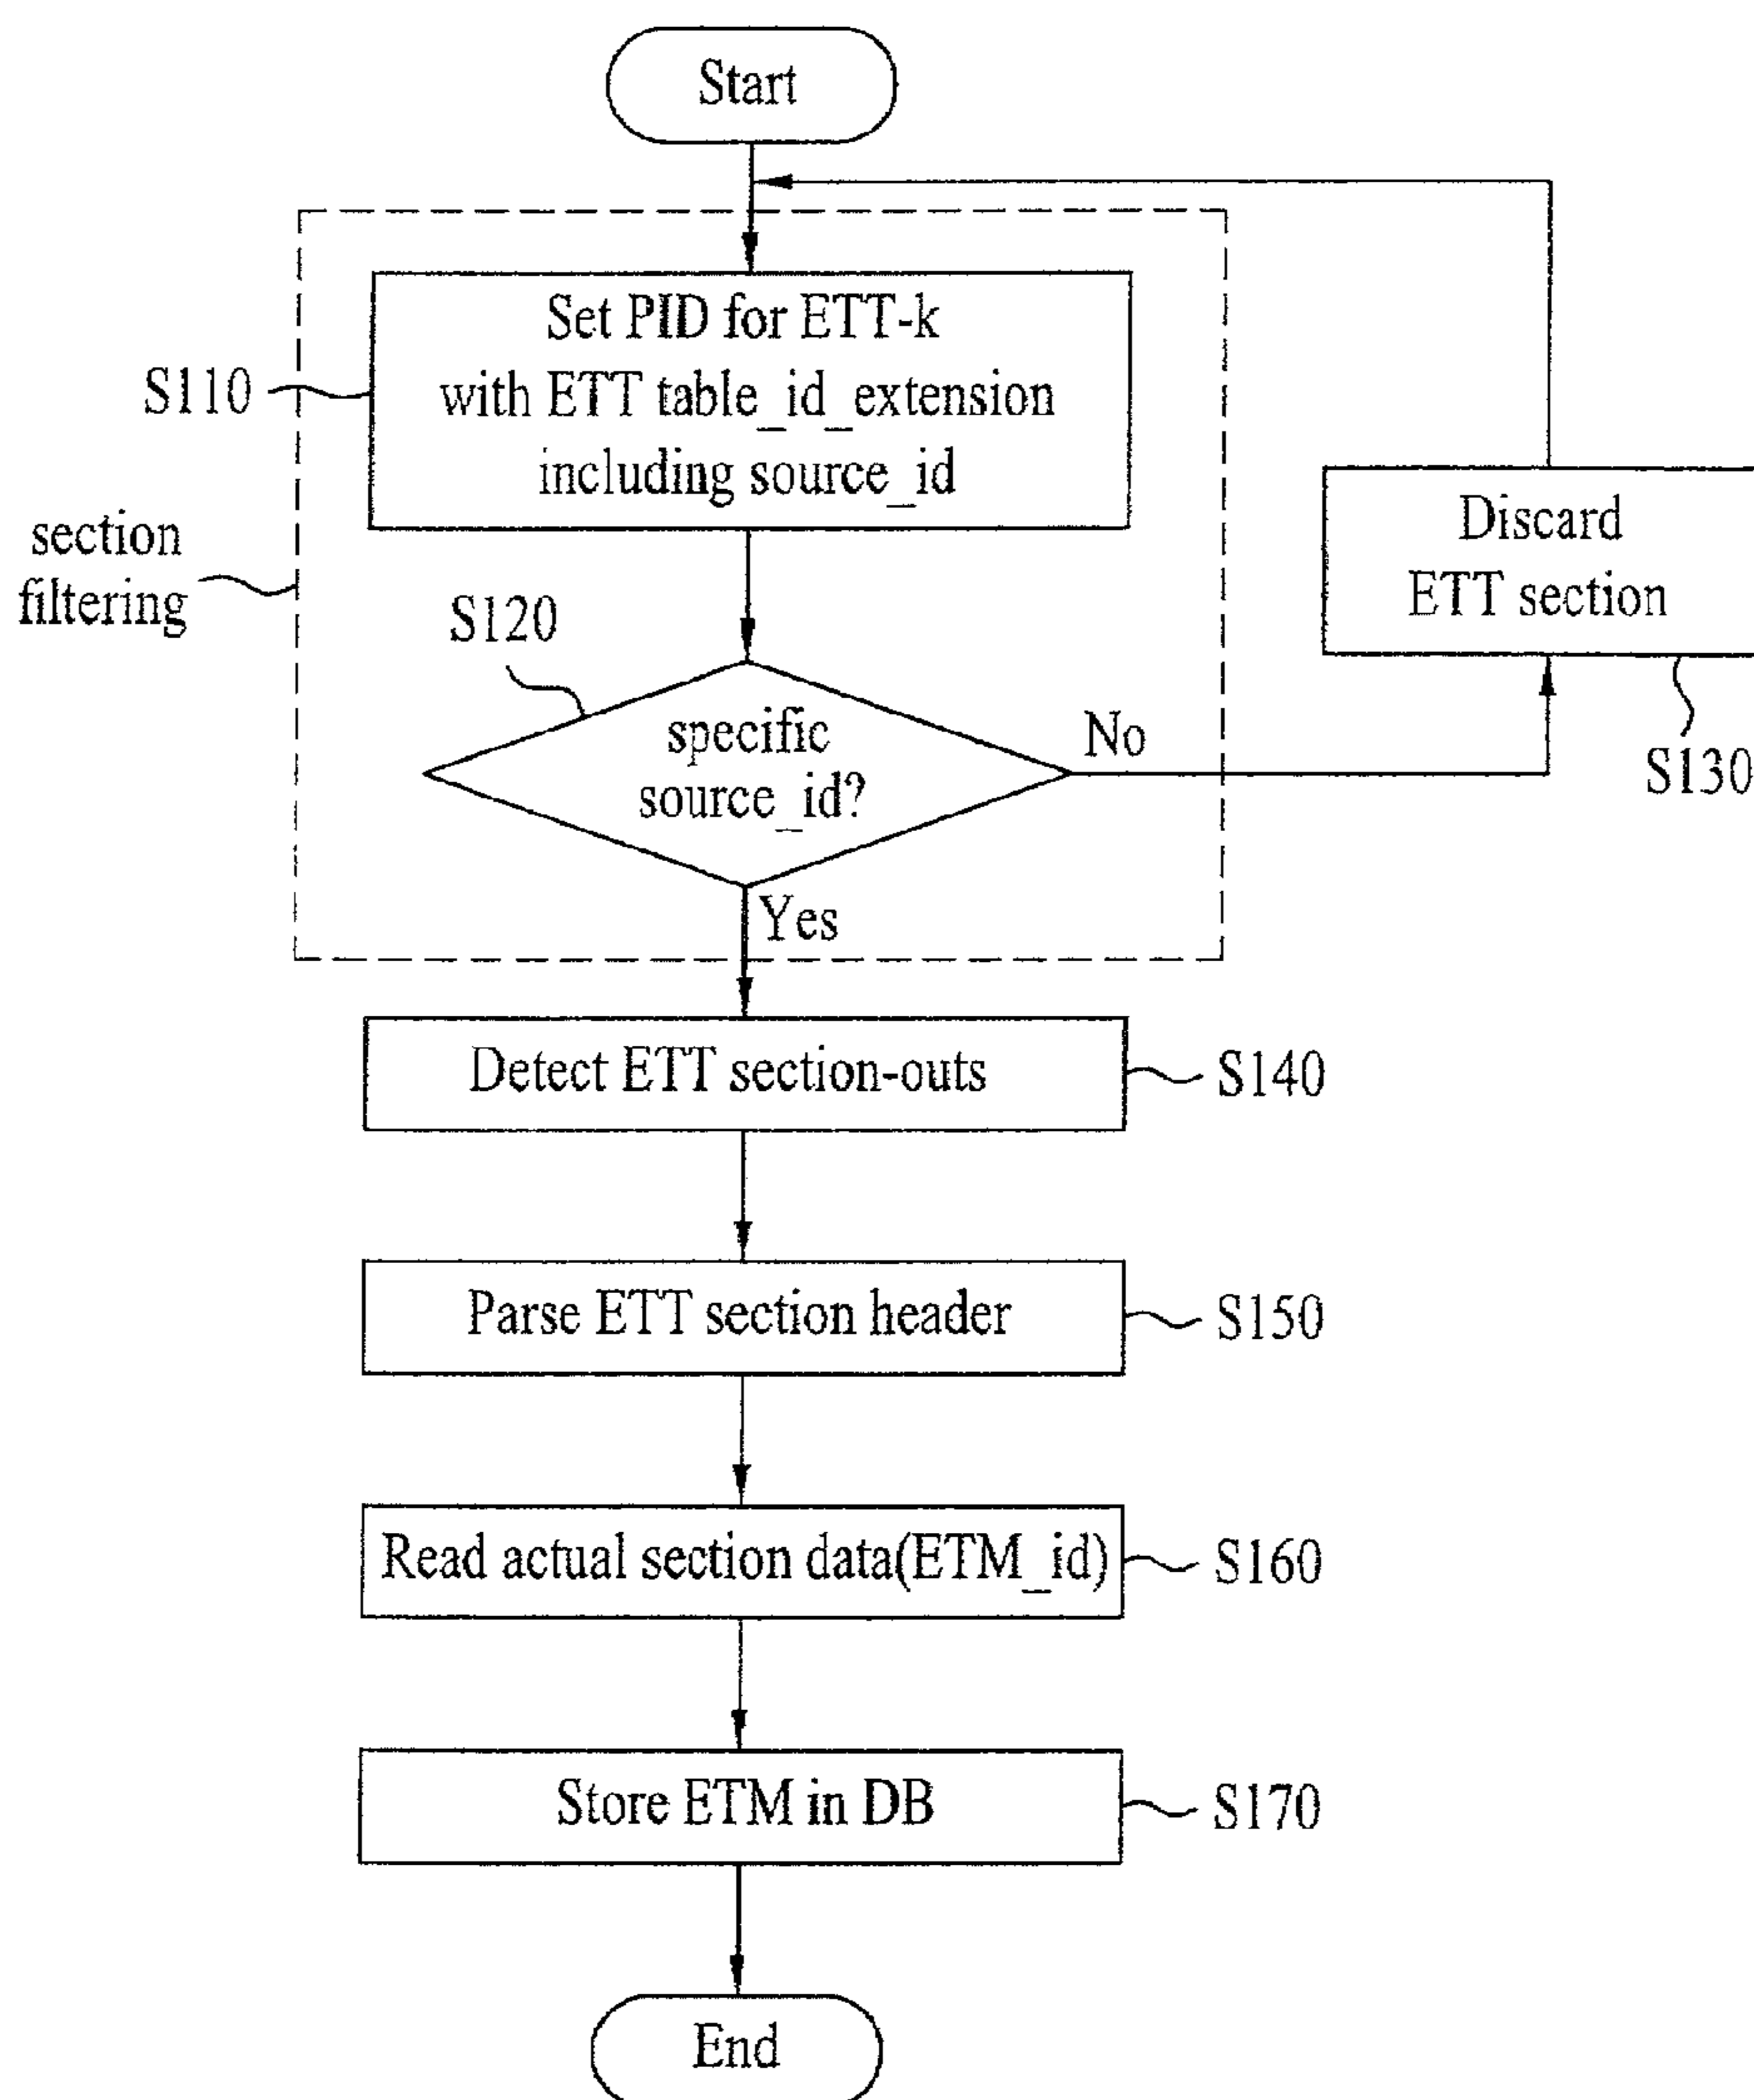 Start
Set PID for ETT-k
with ETT table_id_extension
including source_id
S110
section
filtering
Discard
ETT section
S130
S120
specific
source_id?
No
Yes
Detect ETT section-outs
S140
Parse ETT section header
S150
Read actual section data(ETM_id)
S160
Store ETM in DB
S170
End